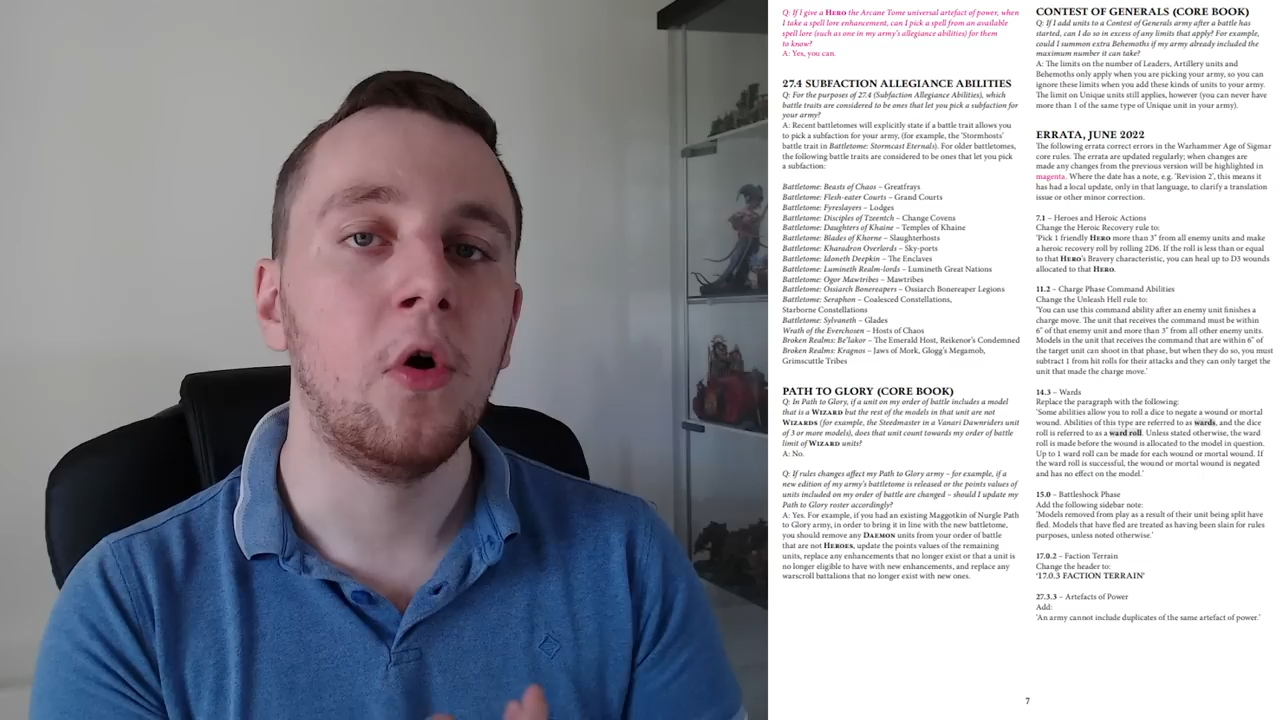 Q: If I give a HERO the Arcane Tome universal artefact of power, when
I take a spell lore enhancement, can I pick a spell from an available
spell lore (such as one in my army's allegiance abilities) for them
to know?
A: Yes, you can.
27.4 SUBFACTION ALLEGIANCE ABILITIES
Q: For the purposes of 27.4 (Subfaction Allegiance Abilities), which
battle traits are considered to be ones that let you pick a subfaction for
your army?
A: Recent battletomes will explicitly state if a battle trait allows you
to pick a subfaction for your army, (for example, the 'Stormhosts'
battle trait in Battletome: Stormcast Eternals). For older battletomes,
the following battle traits are considered to be ones that let you pick
a subfaction:
Battletome: Beasts of Chaos – Greatfrays
Battletome: Flesh-eater Courts – Grand Courts
Battletome: Fyreslayers – Lodges
Battletome: Disciples of Tzeentch – Change Covens
Battletome: Daughters of Khaine – Temples of Khaine
Battletome: Blades of Khorne – Slaughterhosts
Battletome: Kharadron Overlords – Sky-ports
Battletome: Idoneth Deepkin – The Enclaves
Battletome: Lumineth Realm-lords – Lumineth Great Nations
Battletome: Ogor Mawtribes – Mawtribes
Battletome: Ossiarch Bonereapers – Ossiarch Bonereaper Legions
Battletome: Seraphon – Coalesced Constellations,
Starborne Constellations
Battletome: Sylvaneth – Glades
Wrath of the Everchosen – Hosts of Chaos
Broken Realms: Be'lakor – The Emerald Host, Reikenor's Condemned
Broken Realms: Kragnos – Jaws of Mork, Glogg's Megamob,
Grimscuttle Tribes
PATH TO GLORY (CORE BOOK)
Q: In Path to Glory, if a unit on my order of battle includes a model
that is a WIZARD but the rest of the models in that unit are not
WIZARDS (for example, the Steedmaster in a Vanari Dawnriders unit
of 3 or more models), does that unit count towards my order of battle
limit of WIZARD units?
A: No.
Q: If rules changes affect my Path to Glory army – for example, if a
new edition of my army's battletome is released or the points values of
units included on my order of battle are changed – should I update my
Path to Glory roster accordingly?
A: Yes. For example, if you had an existing Maggotkin of Nurgle Path
to Glory army, in order to bring it in line with the new battletome,
you should remove any DAEMON units from your order of battle
that are not HEROES, update the points values of the remaining
units, replace any enhancements that no longer exist or that a unit is
no longer eligible to have with new enhancements, and replace any
warscroll battalions that no longer exist with new ones.
CONTEST OF GENERALS (CORE BOOK)
Q: If I add units to a Contest of Generals army after a battle has
started, can I do so in excess of any limits that apply? For example,
could I summon extra Behemoths if my army already included the
maximum number it can take?
A: The limits on the number of Leaders, Artillery units and
Behemoths only apply when you are picking your army, so you can
ignore these limits when you add these kinds of units to your army.
The limit on Unique units still applies, however (you can never have
more than 1 of the same type of Unique unit in your army).
ERRATA, JUNE 2022
The following errata correct errors in the Warhammer Age of Sigmar
core rules. The errata are updated regularly; when changes are
made any changes from the previous version will be highlighted in
magenta. Where the date has a note, e.g. 'Revision 2', this means it
has had a local update, only in that language, to clarify a translation
issue or other minor correction.
7.1 – Heroes and Heroic Actions
Change the Heroic Recovery rule to:
'Pick 1 friendly HERO more than 3" from all enemy units and make
a heroic recovery roll by rolling 2D6. If the roll is less than or equal
to that HERO's Bravery characteristic, you can heal up to D3 wounds
allocated to that HERO.
11.2 – Charge Phase Command Abilities
Change the Unleash Hell rule to:
'You can use this command ability after an enemy unit finishes a
charge move. The unit that receives the command must be within
6" of that enemy unit and more than 3" from all other enemy units.
Models in the unit that receives the command that are within 6" of
the target unit can shoot in that phase, but when they do so, you must
subtract 1 from hit rolls for their attacks and they can only target the
unit that made the charge move.'
14.3 – Wards
Replace the paragraph with the following:
'Some abilities allow you to roll a dice to negate a wound or mortal
wound. Abilities of this type are referred to as wards, and the dice
roll is referred to as a ward roll. Unless stated otherwise, the ward
roll is made before the wound is allocated to the model in question.
Up to 1 ward roll can be made for each wound or mortal wound. If
the ward roll is successful, the wound or mortal wound is negated
and has no effect on the model.'
15.0 – Battleshock Phase
Add the following sidebar note:
'Models removed from play as a result of their unit being split have
fled. Models that have fled are treated as having been slain for rules
purposes, unless noted otherwise.'
17.0.2 – Faction Terrain
Change the header to:
'17.0.3 FACTION TERRAIN'
27.3.3 – Artefacts of Power
Add:
'An army cannot include duplicates of the same artefact of power.'
7